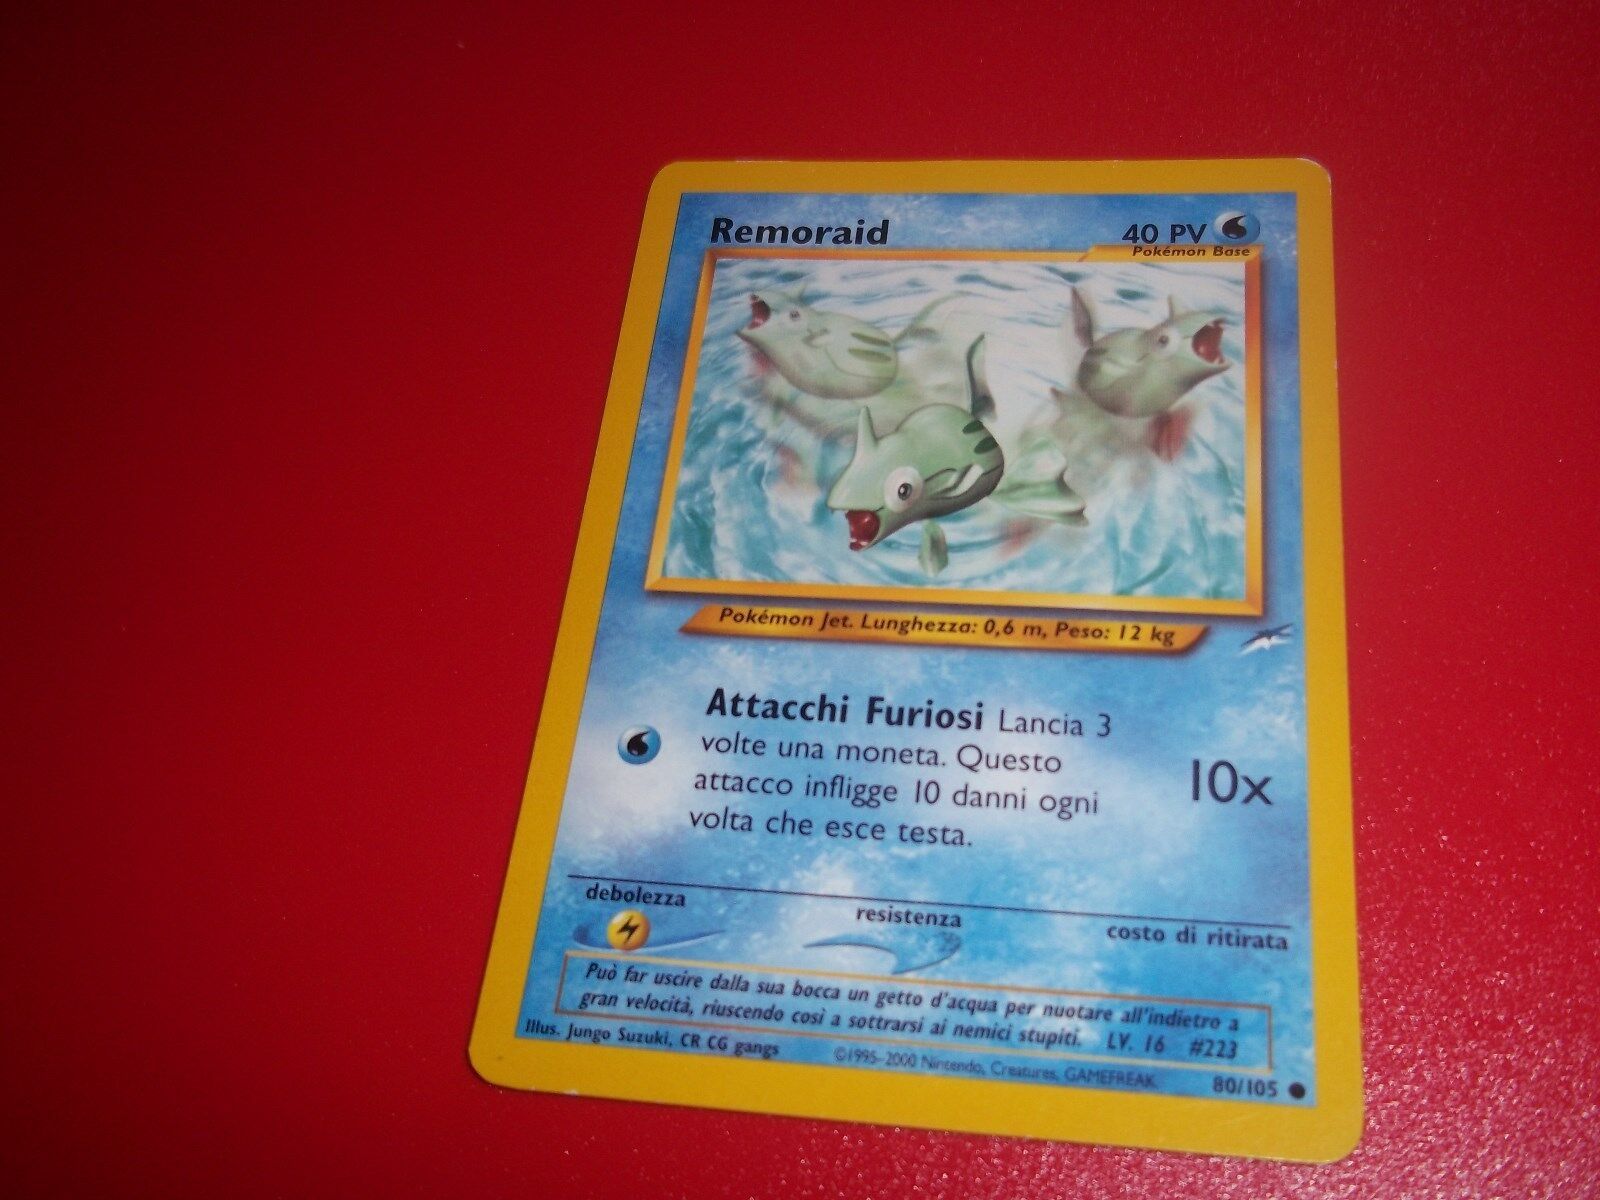 Remoraid 40 PV
Pokémon Base
Pokémon Jet. Lunghezza: 0,6 m, Peso: 12 kg
Attacchi Furiosi Lancia 3
volte una moneta. Questo
attacco infligge 10 danni ogni
volta che esce testa.
10x
debolezza resistenza costo di ritirata
Può far uscire dalla sua bocca un getto d'acqua per nuotare all'indietro a
gran velocità, riuscendo così a sottrarsi ai nemici stupiti. LV. 16 #223
Illus. Jungo Suzuki, CR CG gangs ©1995-2000 Nintendo, Creatures, GAMEFREAK. 80/105